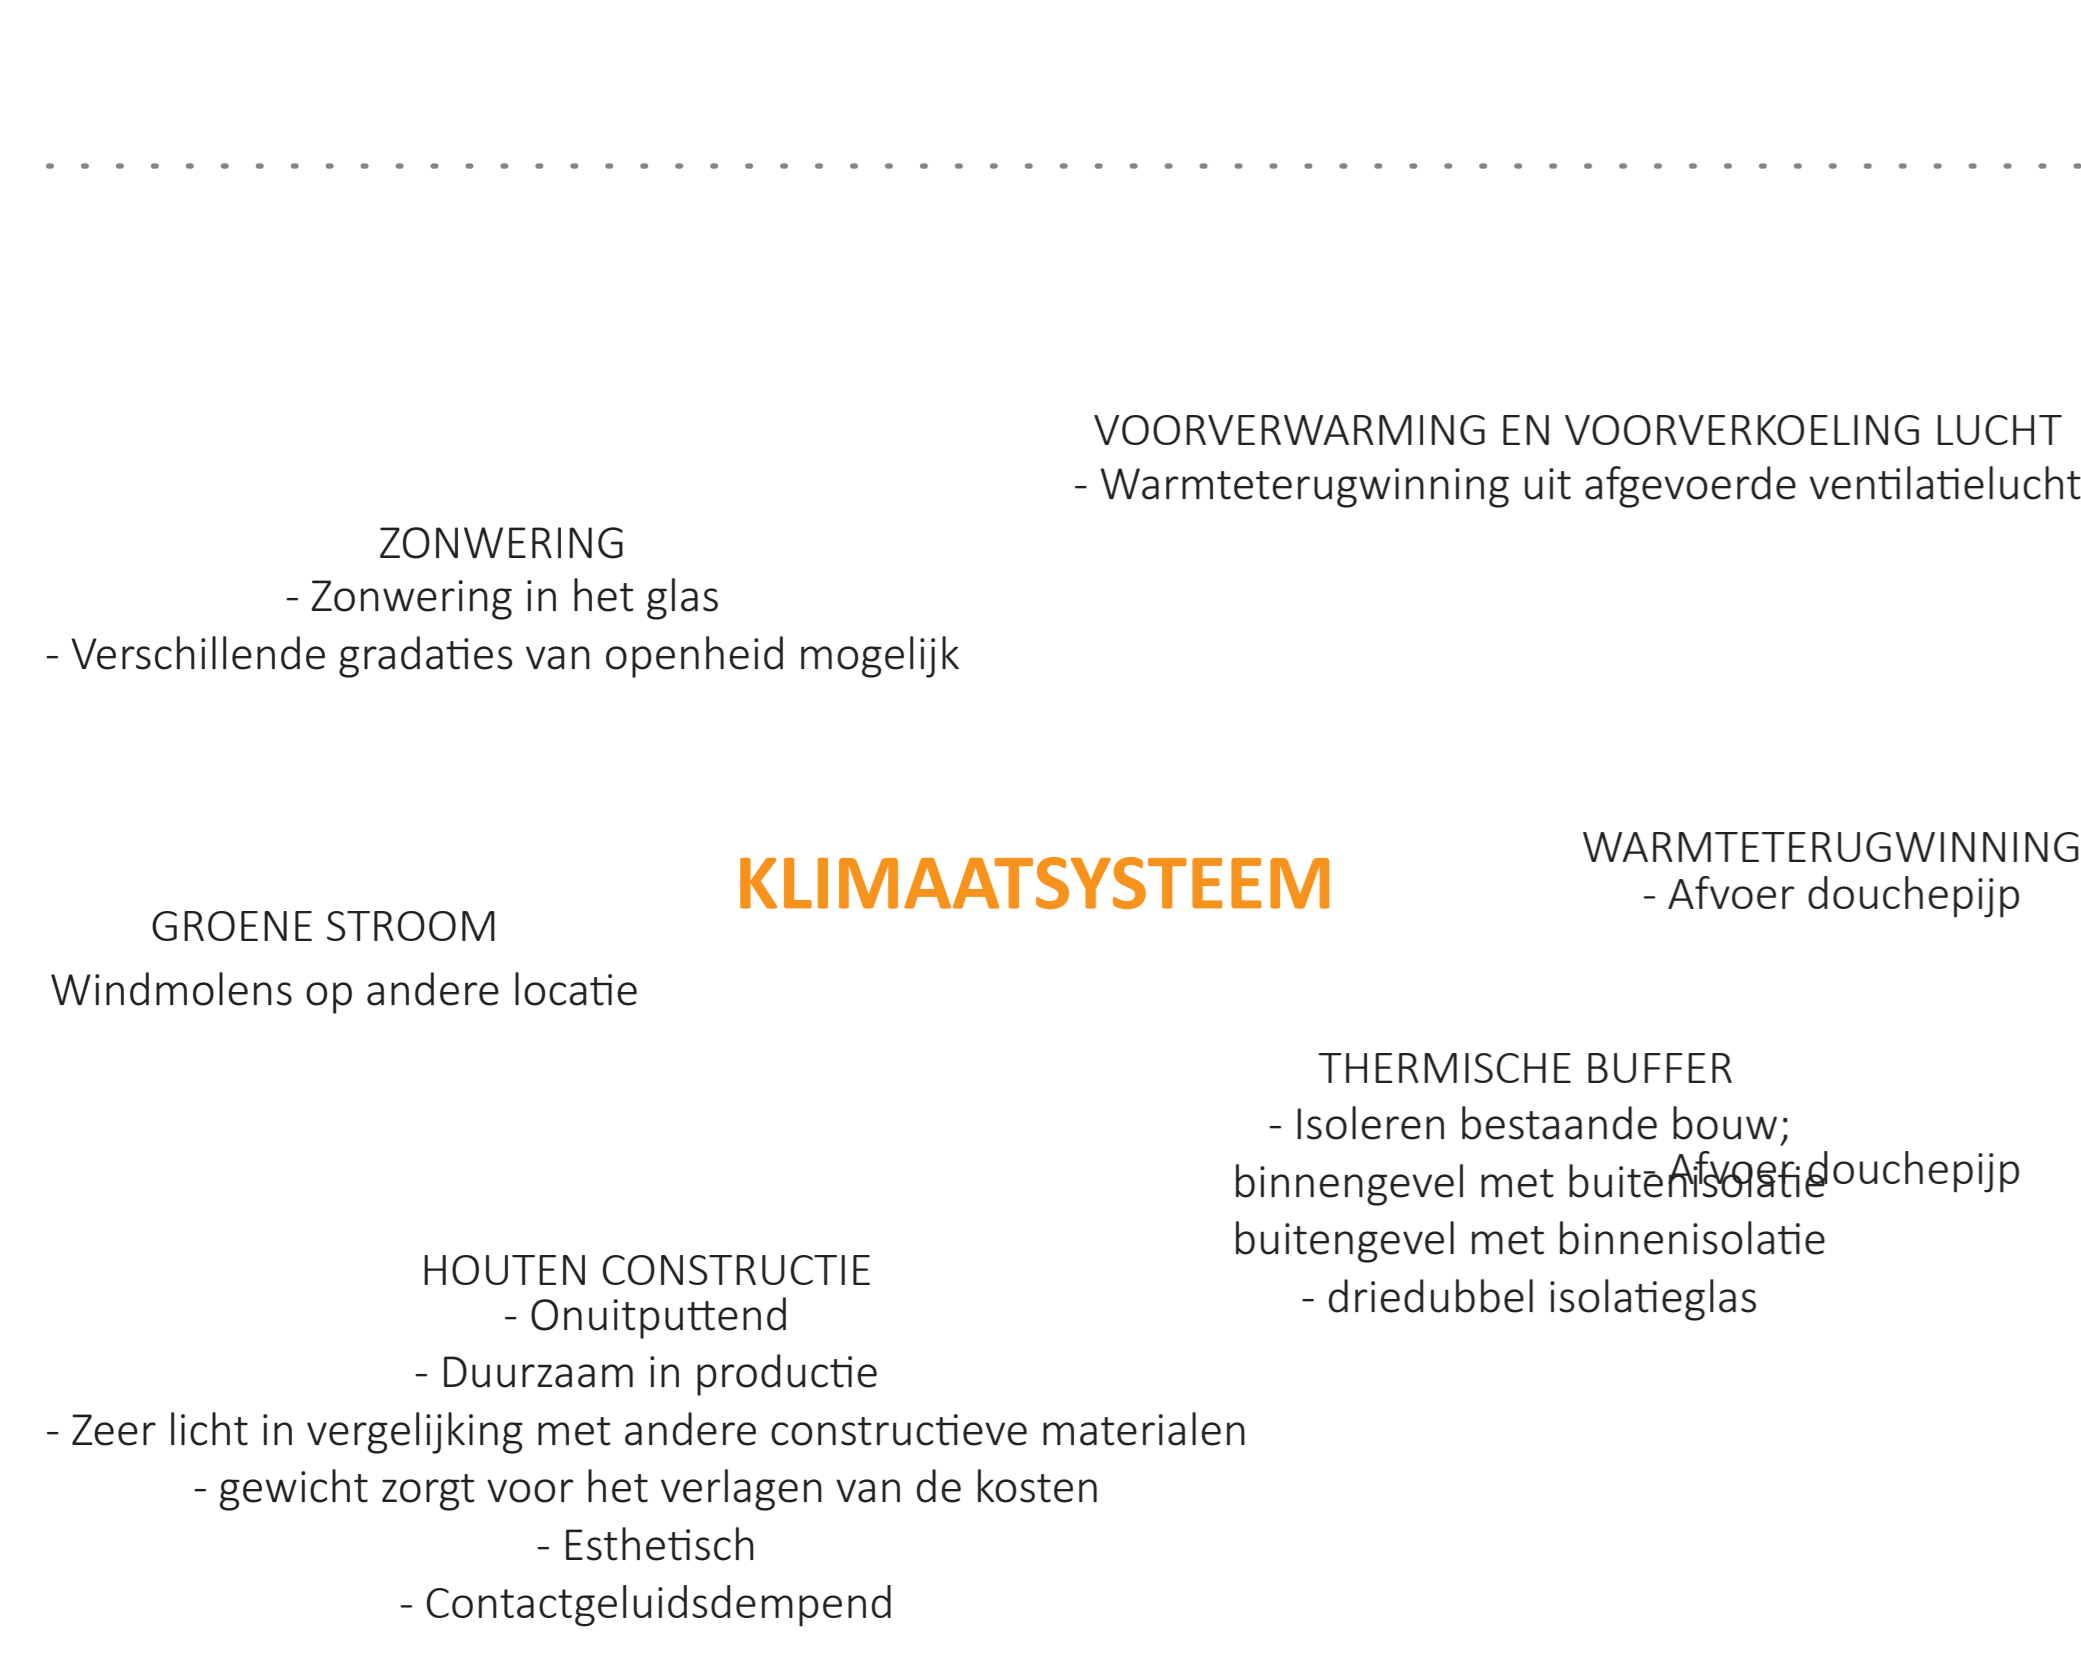 VOORVERWARMING EN VOORVERKOELING LUCHT
- Warmteterugwinning uit afgevoerde ventilatielucht
ZONWERING
- Zonwering in het glas
- Verschillende gradaties van openheid mogelijk
KLIMAATSYSTEEM
WARMTETERUGWINNING
- Afvoer douchepijp
GROENE STROOM
Windmolens op andere locatie
THERMISCHE BUFFER
- Isoleren bestaande bouw;
- Afvoer douchepijp
binnengevel met buitenisolatie
buitengevel met binnenisolatie
- driedubbel isolatieglas
HOUTEN CONSTRUCTIE
- Onuitputtend
- Duurzaam in productie
- Zeer licht in vergelijking met andere constructieve materialen
- gewicht zorgt voor het verlagen van de kosten
- Esthetisch
- Contactgeluidsdempend